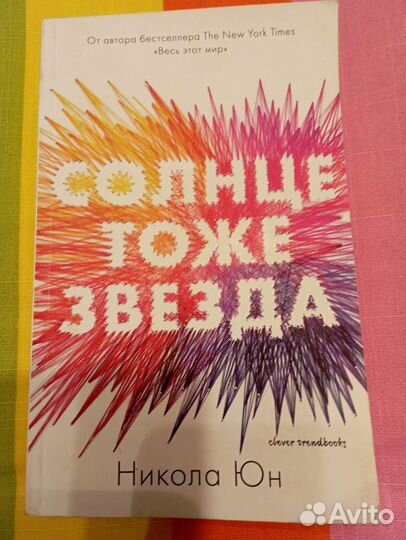 От автора бестселлера The New York Times
«Весь этот мир»
СОЛНЦЕ
ТОЖЕ
ЗВЕЗДА
clever trendbooks
Никола Юн
Avito